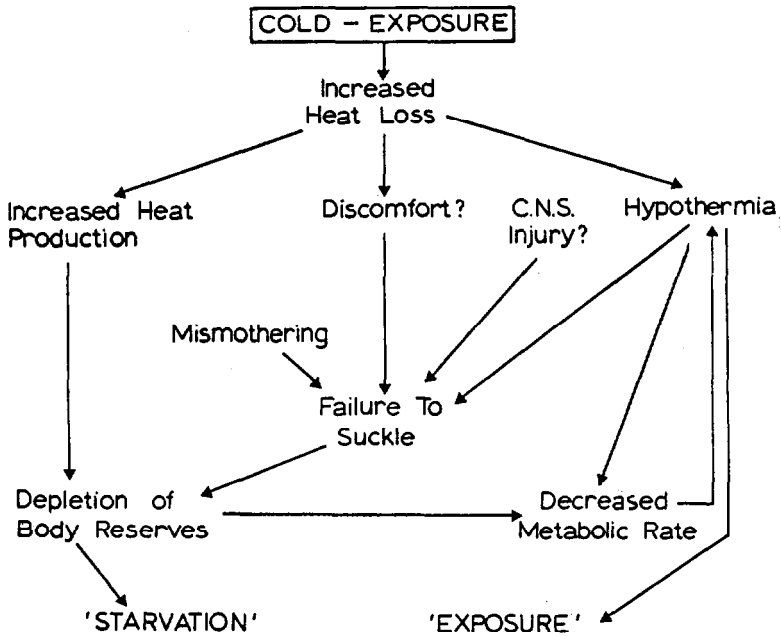 COLD - EXPOSURE
Increased
Heat Loss
Increased Heat
Production
Discomfort?
C.N.S.
Injury?
Hypothermia
Mismothering
Failure To
Suckle
Depletion of
Body Reserves
Decreased
Metabolic Rate
'STARVATION'
'EXPOSURE'